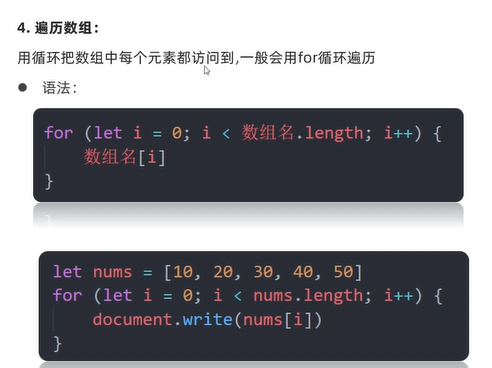 4. 遍历数组：
用循环把数组中每个元素都访问到,一般会用for循环遍历
● 语法：
for (let i = 0; i < 数组名.length; i++) {
数组名[i]
}
let nums = [10, 20, 30, 40, 50]
for (let i = 0; i < nums.length; i++) {
document.write(nums[i])
}